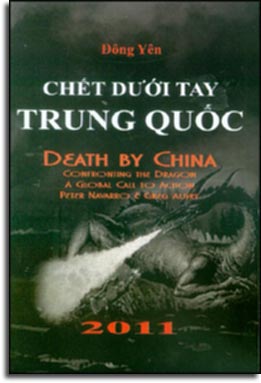 Đông Yên
CHẾT DƯỚI TAY
TRUNG QUỐC
DEATH BY CHINA
CONFRONTING THE DRAGON
A GLOBAL CALL TO ACTION
PETER NAVARRO & GREG AUTRY
2011